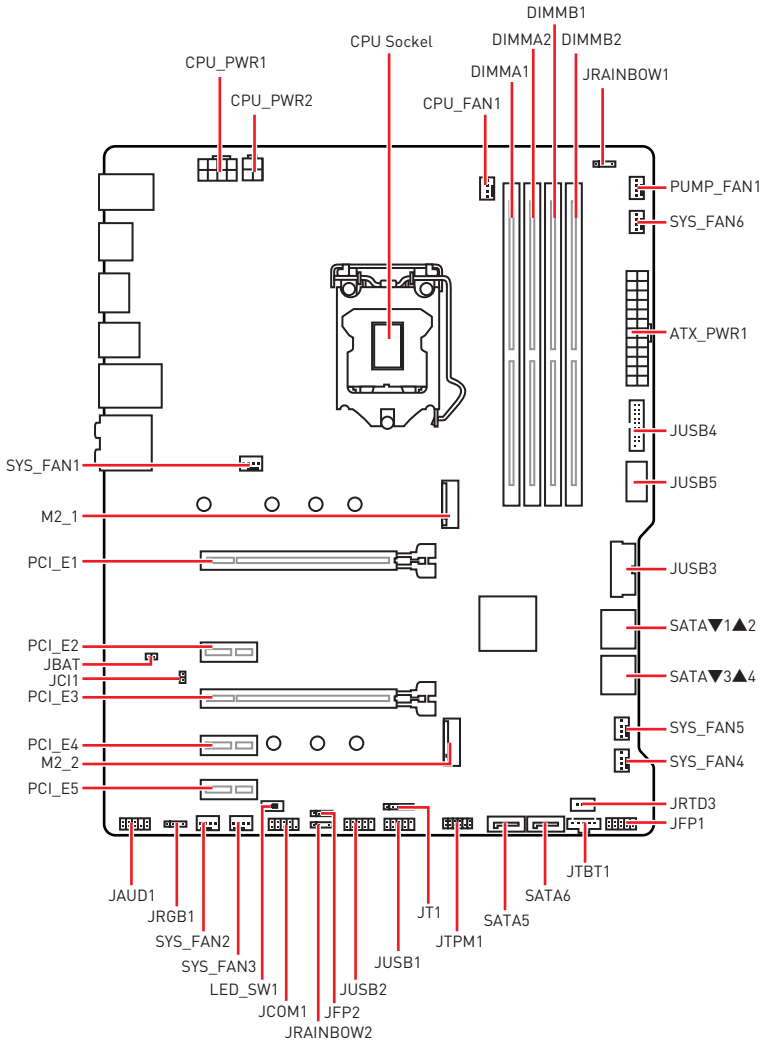 DIMMB1
CPU Sockel
DIMMA2
DIMMB2
CPU_PWR1
DIMMA1
JRAINBOW1
CPU_PWR2
CPU_FAN1
PUMP_FAN1
SYS_FAN6
ATX_PWR1
JUSB4
SYS_FAN1
JUSB5
M2_1
PCI_E1
JUSB3
SATA▼1▲2
PCI_E2
JBAT
JCI1
SATA▼3▲4
PCI_E3
SYS_FAN5
PCI_E4
M2_2
SYS_FAN4
PCI_E5
JRTD3
JFP1
JTBT1
JAUD1
SATA6
JT1
JRGB1
SATA5
SYS_FAN2
JTPM1
SYS_FAN3
JUSB1
LED_SW1
JUSB2
JCOM1
JFP2
JRAINBOW2